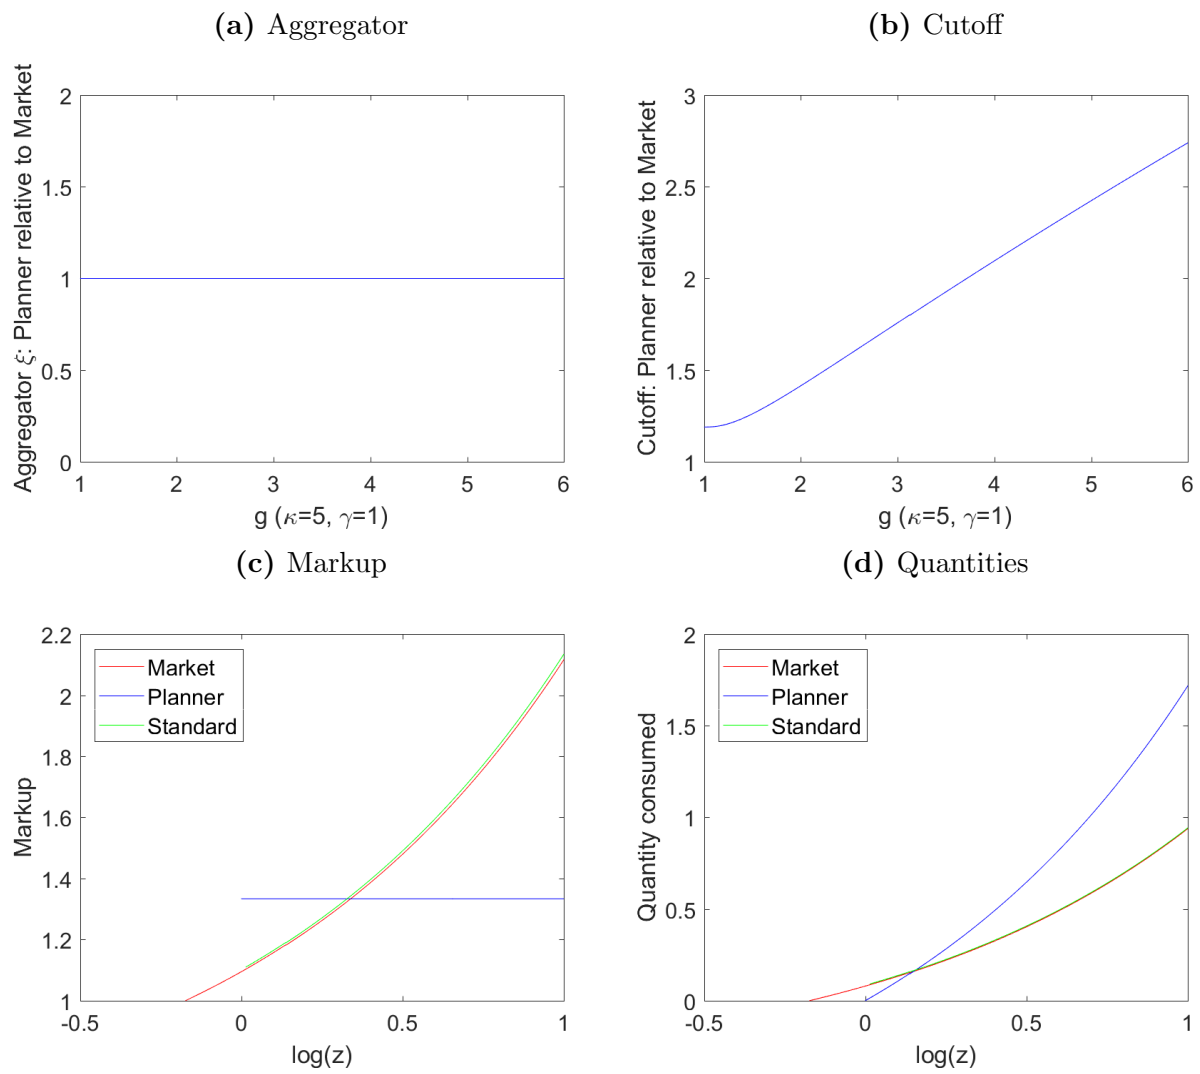 (a) Aggregator
Aggregator ξ: Planner relative to Market
2
1.5
1
0.5
0
1 2 3 4 5 6
g (κ=5, γ=1)
(b) Cutoff
Cutoff: Planner relative to Market
3
2.5
2
1.5
1
1 2 3 4 5 6
g (κ=5, γ=1)
(c) Markup
Markup
2.2
2
1.8
1.6
1.4
1.2
1
Market
Planner
Standard
-0.5 0 0.5 1
log(z)
(d) Quantities
Quantity consumed
2
1.5
1
0.5
0
Market
Planner
Standard
-0.5 0 0.5 1
log(z)